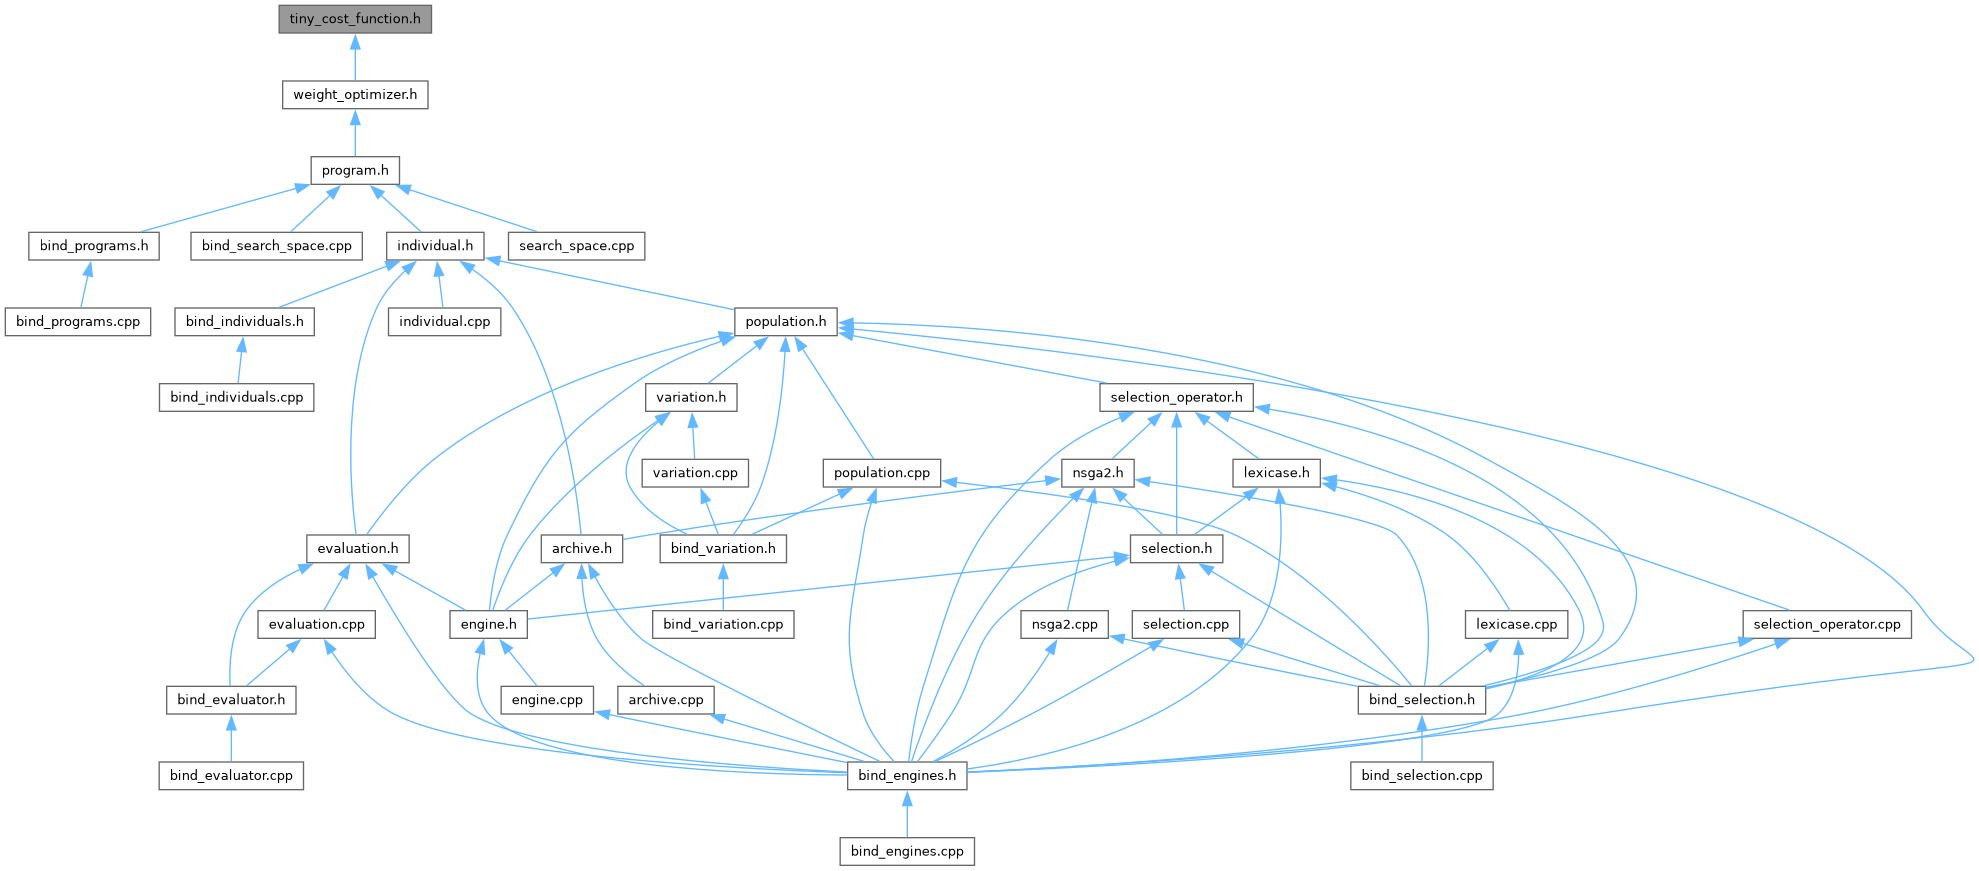 tiny_cost_function.h
weight_optimizer.h
program.h
bind_programs.h
bind_search_space.cpp
individual.h
search_space.cpp
bind_programs.cpp
bind_individuals.h
individual.cpp
population.h
bind_individuals.cpp
variation.h
selection_operator.h
variation.cpp
population.cpp
nsga2.h
lexicase.h
evaluation.h
archive.h
bind_variation.h
selection.h
evaluation.cpp
engine.h
bind_variation.cpp
nsga2.cpp
selection.cpp
lexicase.cpp
selection_operator.cpp
bind_evaluator.h
engine.cpp
archive.cpp
bind_selection.h
bind_evaluator.cpp
bind_engines.h
bind_selection.cpp
bind_engines.cpp